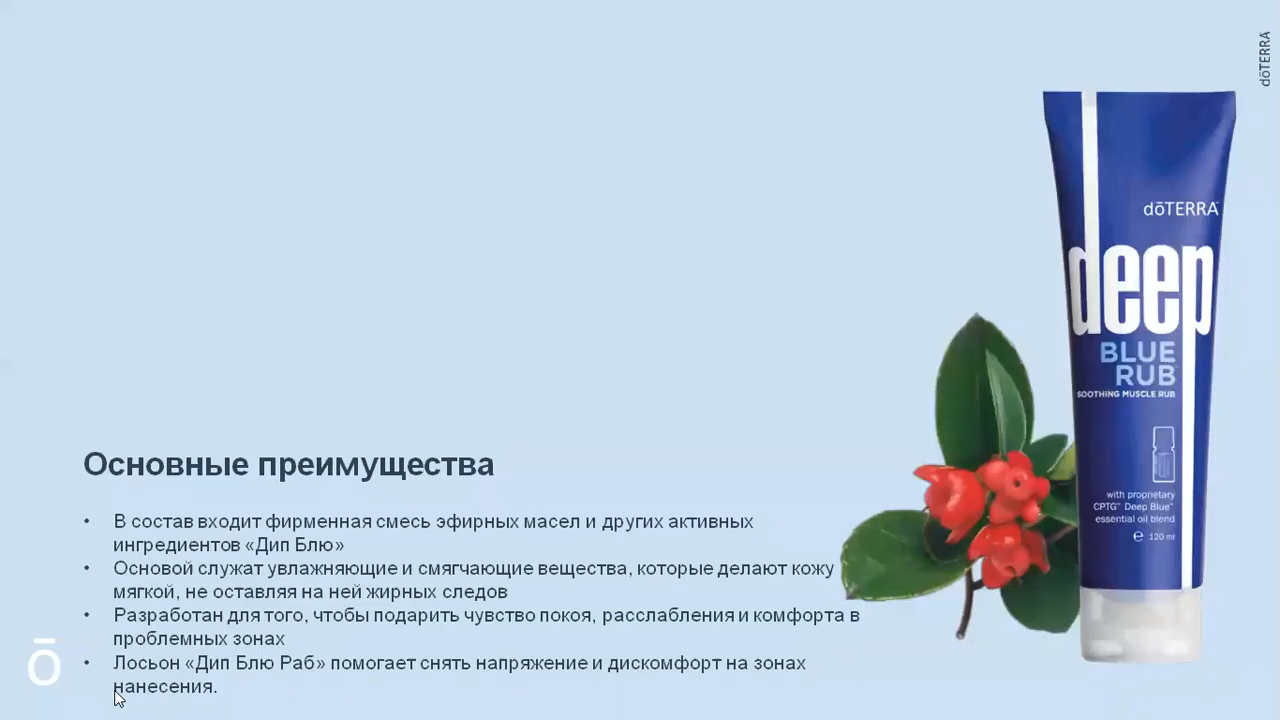 dōTERRA
dōTERRA
deep
BLUE
RUB
SOOTHING MUSCLE RUB
with proprietary
CPTG™ Deep Blue™
essential oil blend
℮ 120 ml
Основные преимущества
• В состав входит фирменная смесь эфирных масел и других активных
ингредиентов «Дип Блю»
• Основой служат увлажняющие и смягчающие вещества, которые делают кожу
мягкой, не оставляя на ней жирных следов
• Разработан для того, чтобы подарить чувство покоя, расслабления и комфорта в
проблемных зонах
• Лосьон «Дип Блю Раб» помогает снять напряжение и дискомфорт на зонах
нанесения.
ō